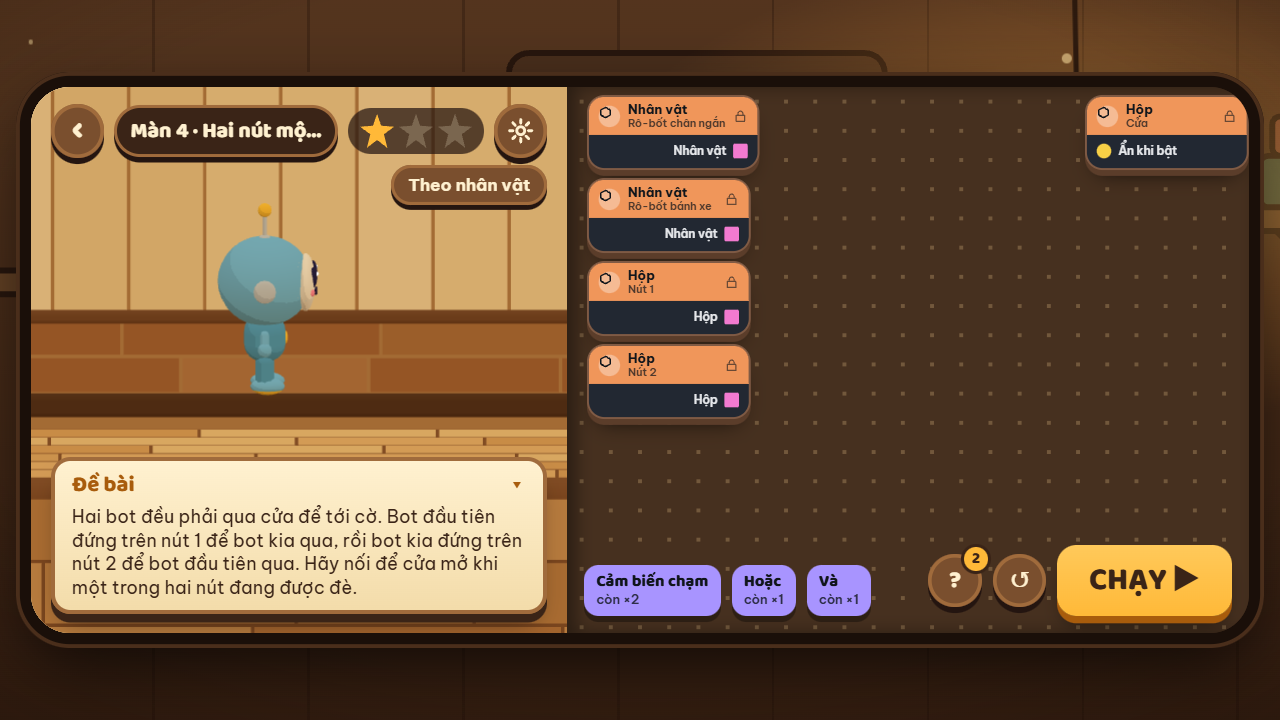 Màn 4 · Hai nút mộ...
Theo nhân vật
Đề bài
Hai bot đều phải qua cửa để tới cờ. Bot đầu tiên
đứng trên nút 1 để bot kia qua, rồi bot kia đứng trên
nút 2 để bot đầu tiên qua. Hãy nối để cửa mở khi
một trong hai nút đang được đè.
Nhân vật
Rô-bốt chân ngắn
Nhân vật
Nhân vật
Rô-bốt bánh xe
Nhân vật
Hộp
Nút 1
Hộp
Hộp
Nút 2
Hộp
Hộp
Cửa
Ẩn khi bật
Cảm biến chạm
còn ×2
Hoặc
còn ×1
Và
còn ×1
?
2
CHẠY